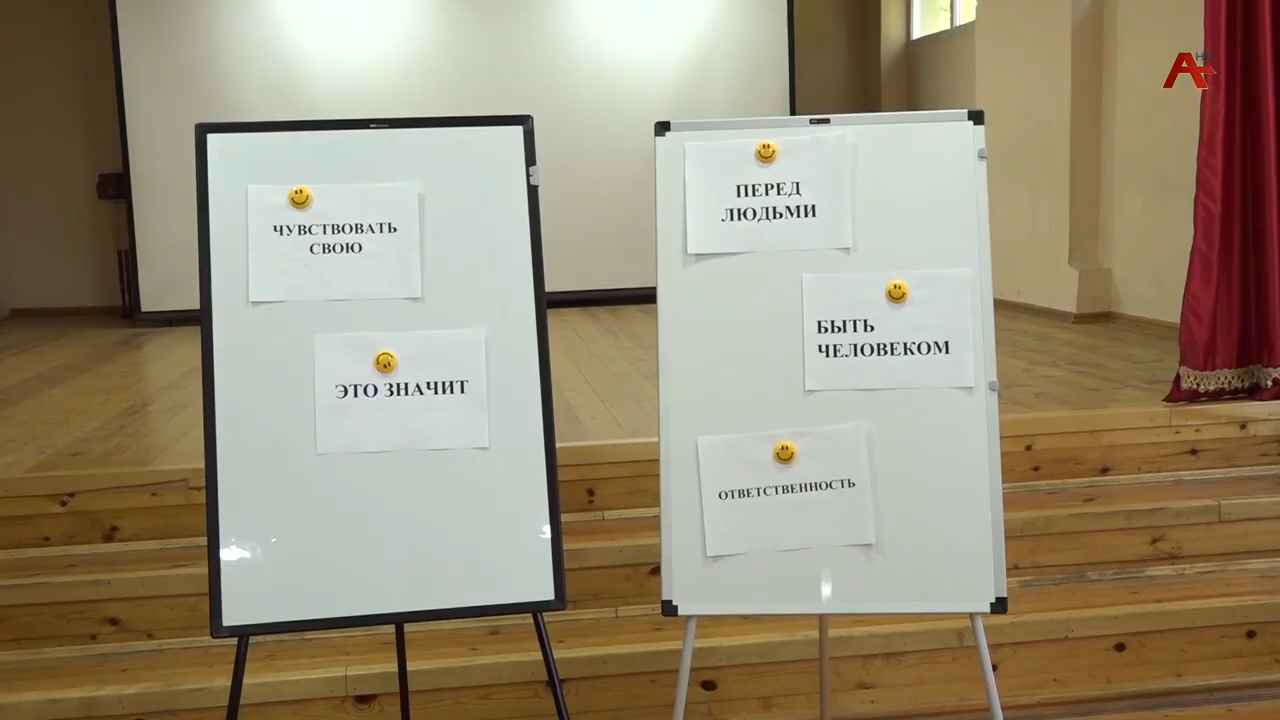 ЧУВСТВОВАТЬ
СВОЮ
ЭТО ЗНАЧИТ
ПЕРЕД
ЛЮДЬМИ
БЫТЬ
ЧЕЛОВЕКОМ
ОТВЕТСТВЕННОСТЬ